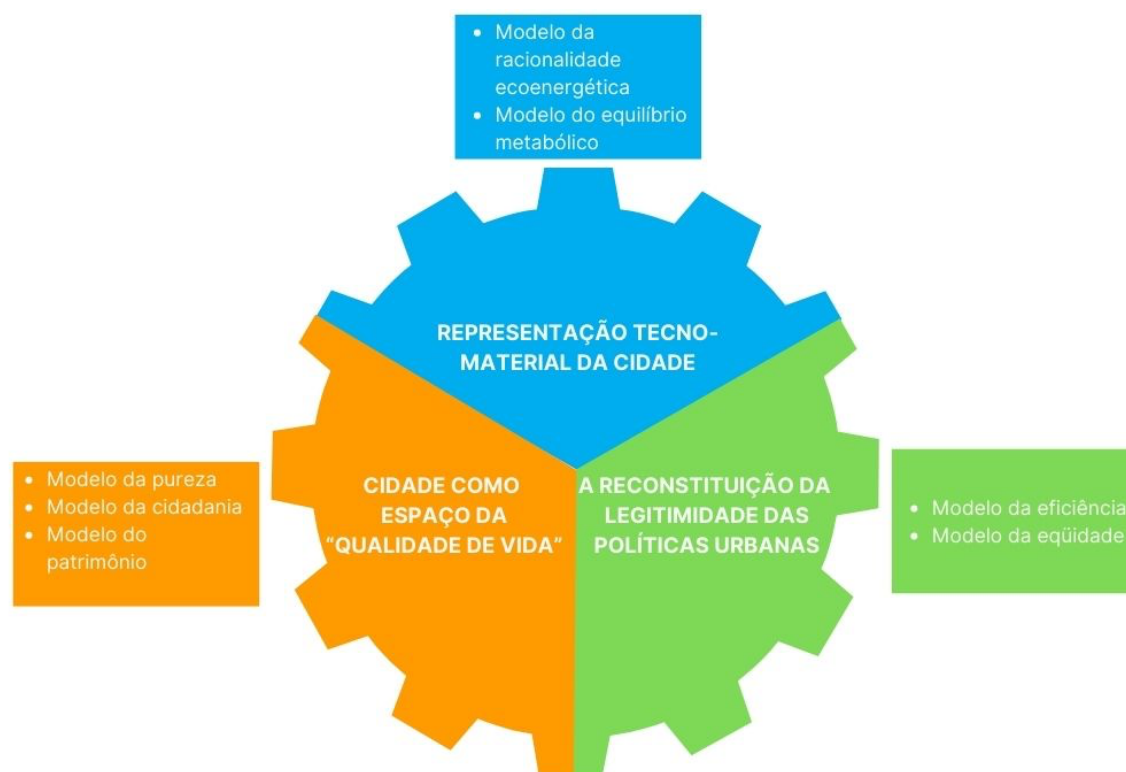 • Modelo da
racionalidade
ecoenergética
• Modelo do equilíbrio
metabólico
REPRESENTAÇÃO TECNO-
MATERIAL DA CIDADE
• Modelo da pureza
• Modelo da cidadania
• Modelo do
patrimônio
CIDADE COMO
ESPAÇO DA
“QUALIDADE DE VIDA”
A RECONSTITUIÇÃO DA
LEGITIMIDADE DAS
POLÍTICAS URBANAS
• Modelo da eficiência
• Modelo da eqüidade